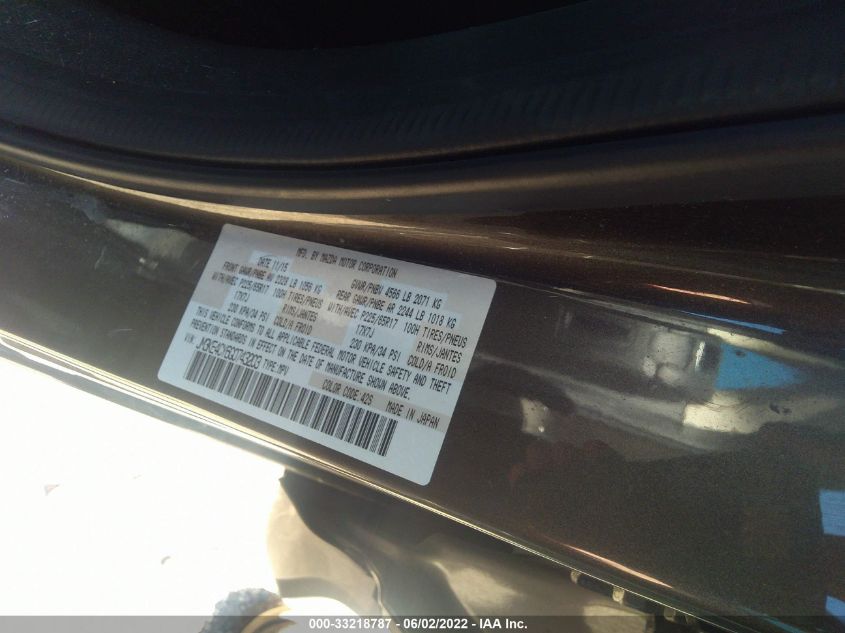 MFD. BY MAZDA MOTOR CORPORATION
DATE 11/15 GVWR/PNBV 4566 LB 2071 KG
FRONT GAWR/PNBE AV 2328 LB 1056 KG REAR GAWR/PNBE AR 2244 LB 1018 KG
WITH/AVEC P225/65R17 100H TIRES/PNEUS WITH/AVEC P225/65R17 100H TIRES/PNEUS
17X7J RIMS/JANTES 17X7J RIMS/JANTES
230 KPA/34 PSI COLD/A FROID 230 KPA/34 PSI COLD/A FROID
THIS VEHICLE CONFORMS TO ALL APPLICABLE FEDERAL MOTOR VEHICLE SAFETY AND THEFT
PREVENTION STANDARDS IN EFFECT ON THE DATE OF MANUFACTURE SHOWN ABOVE.
VIN: TYPE:MPV
COLOR CODE 42S
MADE IN JAPAN
000-33218787 - 06/02/2022 - IAA Inc.